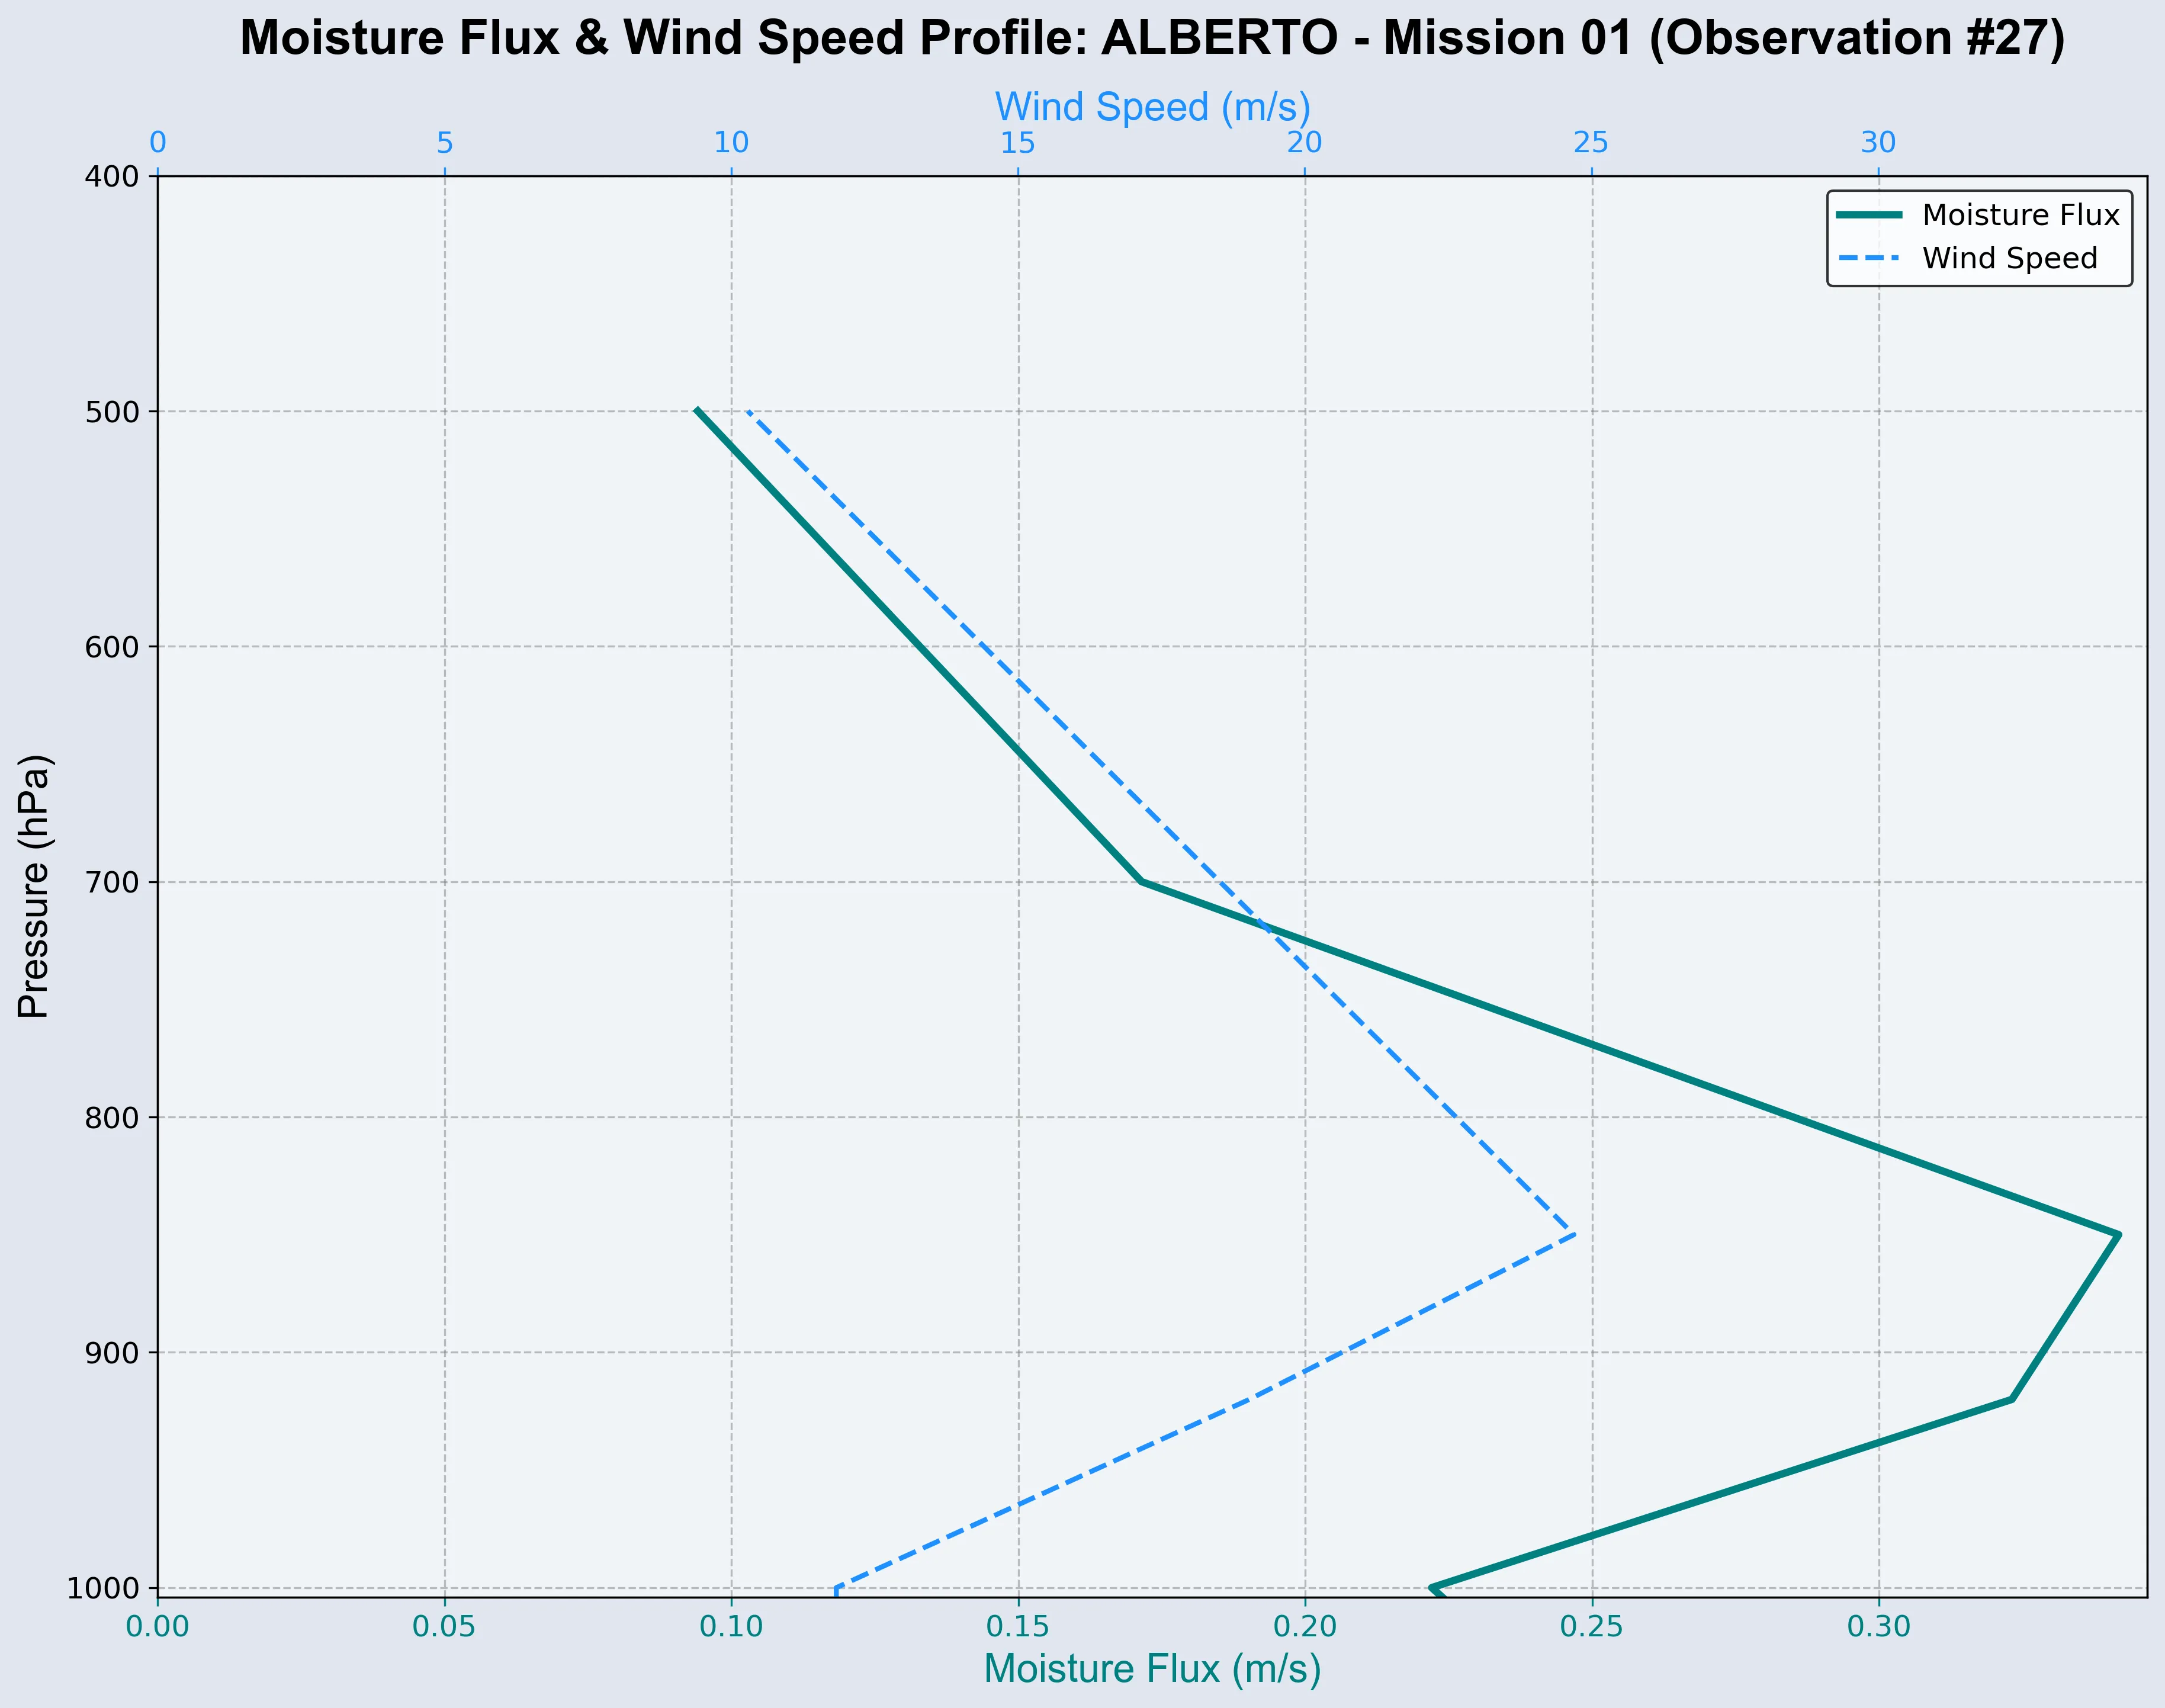 Moisture Flux & Wind Speed Profile: ALBERTO - Mission 01 (Observation #27)
Wind Speed (m/s)
0 5 10 15 20 25 30
Moisture Flux
Wind Speed
Pressure (hPa)
400
500
600
700
800
900
1000
0.00 0.05 0.10 0.15 0.20 0.25 0.30
Moisture Flux (m/s)